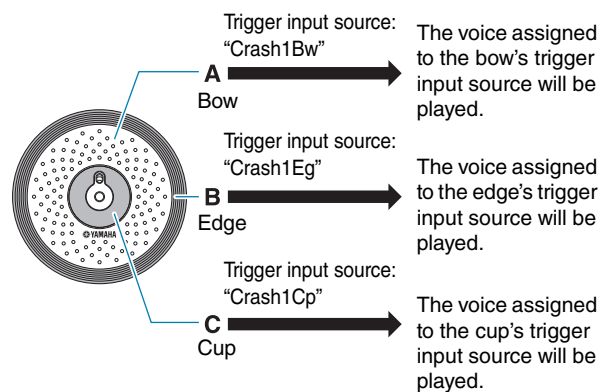 Trigger input source:
“Crash1Bw”
A
Bow
The voice assigned
to the bow’s trigger
input source will be
played.
Trigger input source:
“Crash1Eg”
B
Edge
The voice assigned
to the edge’s trigger
input source will be
played.
YAMAHA
Trigger input source:
“Crash1Cp”
C
Cup
The voice assigned
to the cup’s trigger
input source will be
played.